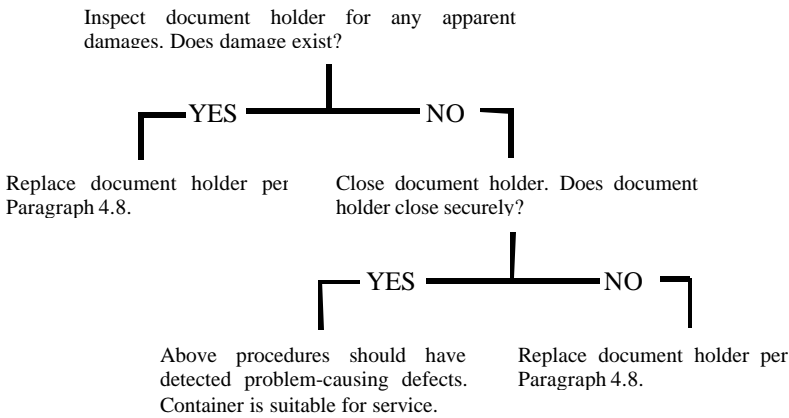 Inspect document holder for any apparent
damages. Does damage exist?
YES
NO
Replace document holder per
Paragraph 4.8.
Close document holder. Does document
holder close securely?
YES
NO
Above procedures should have
detected problem-causing defects.
Container is suitable for service.
Replace document holder per
Paragraph 4.8.